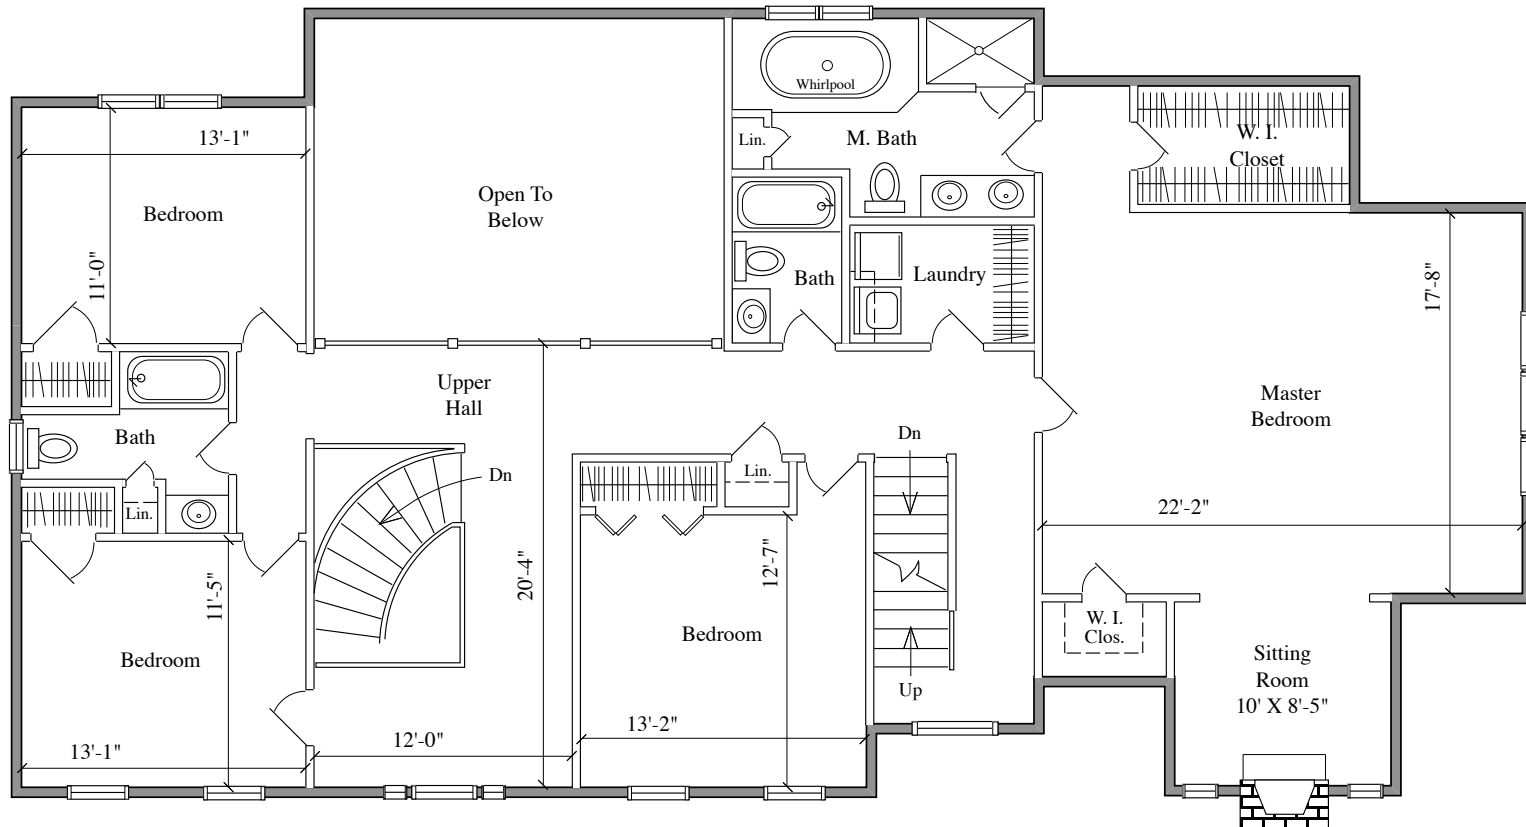 Whirlpool
13'-1"
Lin.
M. Bath
W. I.
Closet
Open To
Below
Bedroom
11'-0"
Bath
Laundry
17'-8"
Upper
Hall
Master
Bedroom
Bath
Dn
Dn
Lin.
Lin.
22'-2"
11'-5"
20'-4"
12'-7"
W. I.
Clos.
Bedroom
Bedroom
Sitting
Room
10' X 8'-5"
Up
13'-2"
12'-0"
13'-1"